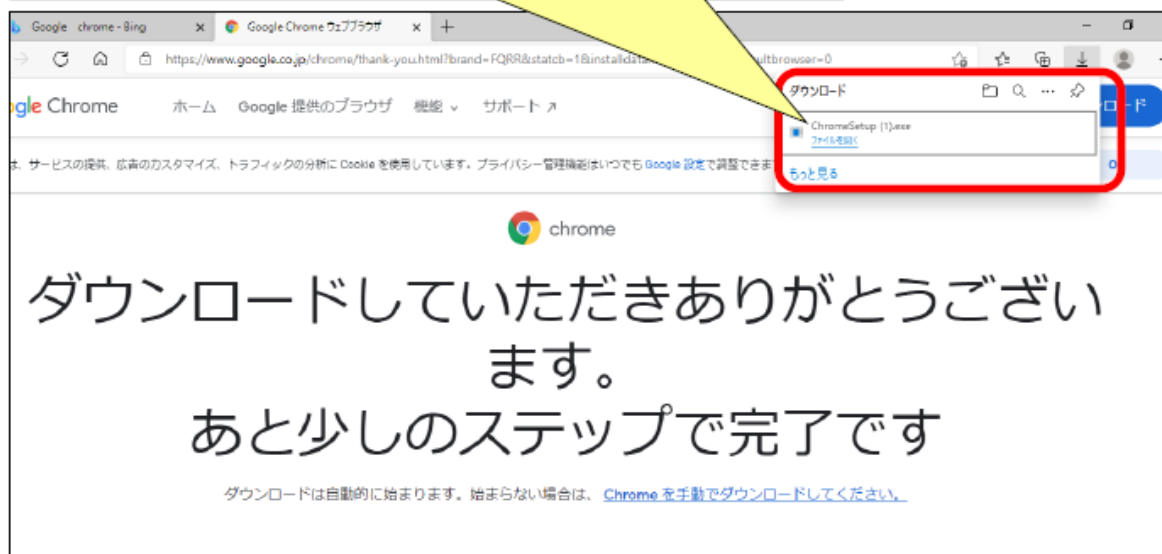 Google chrome - Bing
Google Chrome ウェブブラウザ
https://www.google.co.jp/chrome/thank-you.html?brand=FQRR&statcb=1&installdata
ultbrowser=0
gle Chrome ホーム Google 提供のブラウザ 機能 サポート
ダウンロード
ード
ChromeSetup (1).exe
ファイルを開く
もっと見る
は、サービスの提供、広告のカスタマイズ、トラフィックの分析に Cookie を使用しています。プライバシー管理機能はいつでも Google 設定で調整できま
chrome
ダウンロードしていただきありがとうござい
ます。
あと少しのステップで完了です
ダウンロードは自動的に始まります。始まらない場合は、 Chrome を手動でダウンロードしてください。